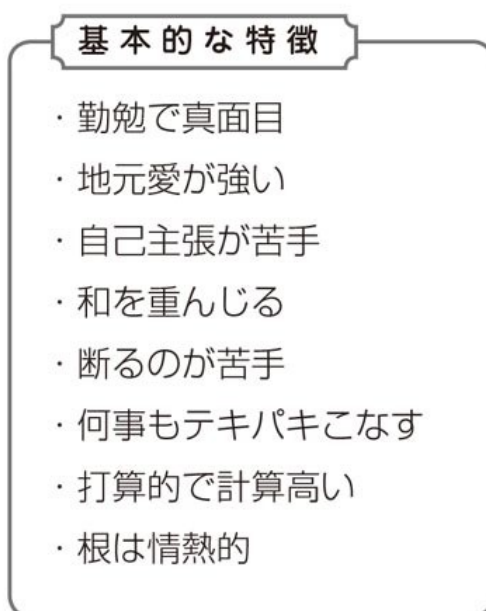 基本的な特徴
・勤勉で真面目
・地元愛が強い
・自己主張が苦手
・和を重んじる
・断るのが苦手
・何事もテキパキこなす
・打算的で計算高い
・根は情熱的